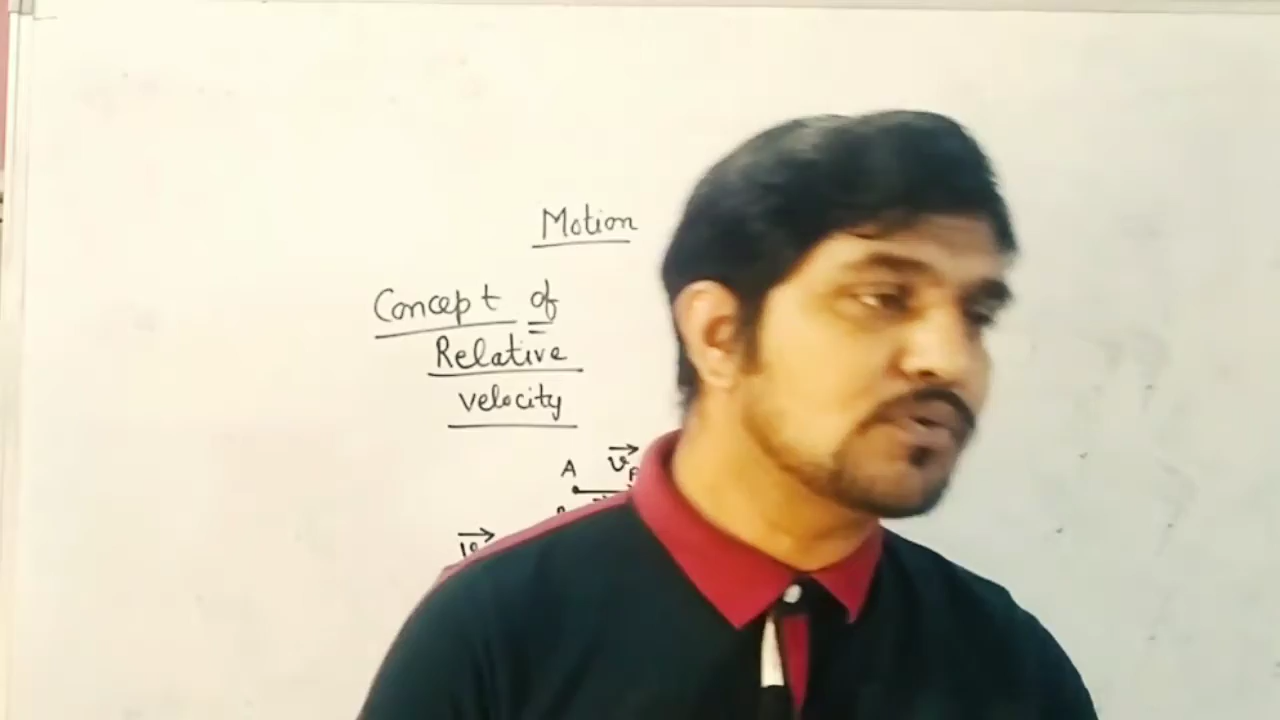 Motion
Concept of
Relative
velocity
A